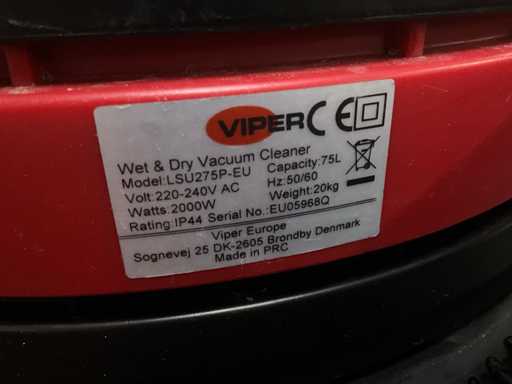 VIPER CE
Wet & Dry Vacuum Cleaner
Model:LSU275P-EU Capacity:75L
Volt:220-240V AC Hz:50/60
Watts:2000W Weight:20kg
Rating:IP44 Serial No.:EU05968Q
Viper Europe
Sognevej 25 DK-2605 Brondby Denmark
Made in PRC